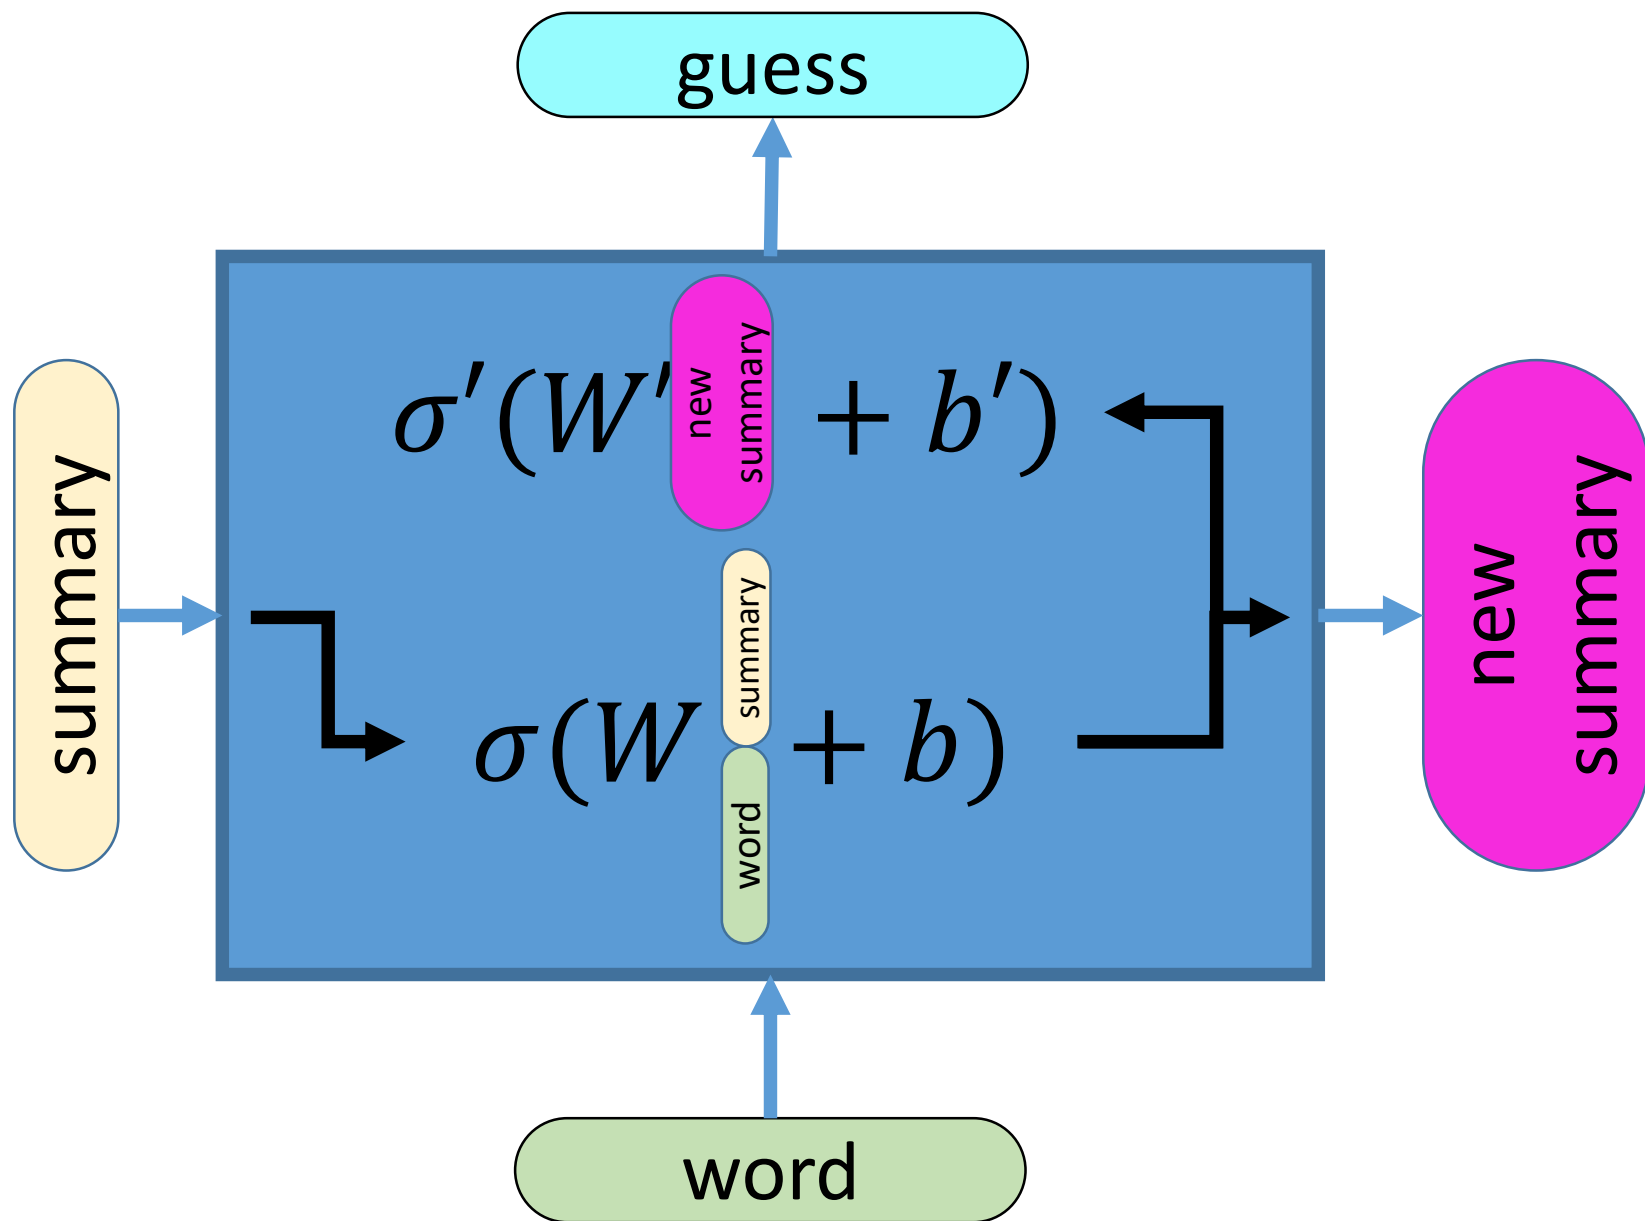 guess
σ′(W′ new summary + b′)
summary
σ(W summary word + b)
new
summary
word